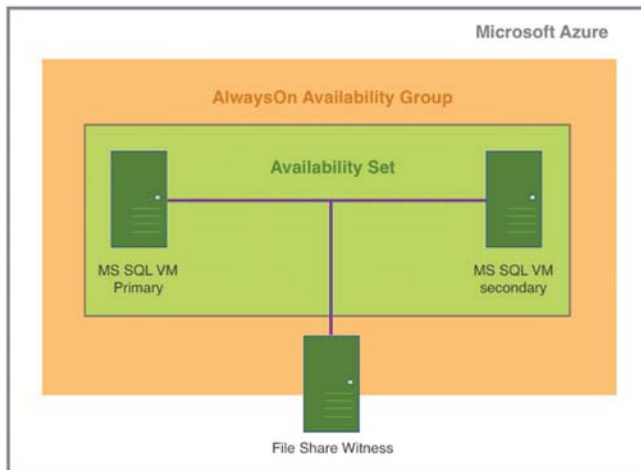 Microsoft Azure
AlwaysOn Availability Group
Availability Set
MS SQL VM
Primary
MS SQL VM
secondary
File Share Witness